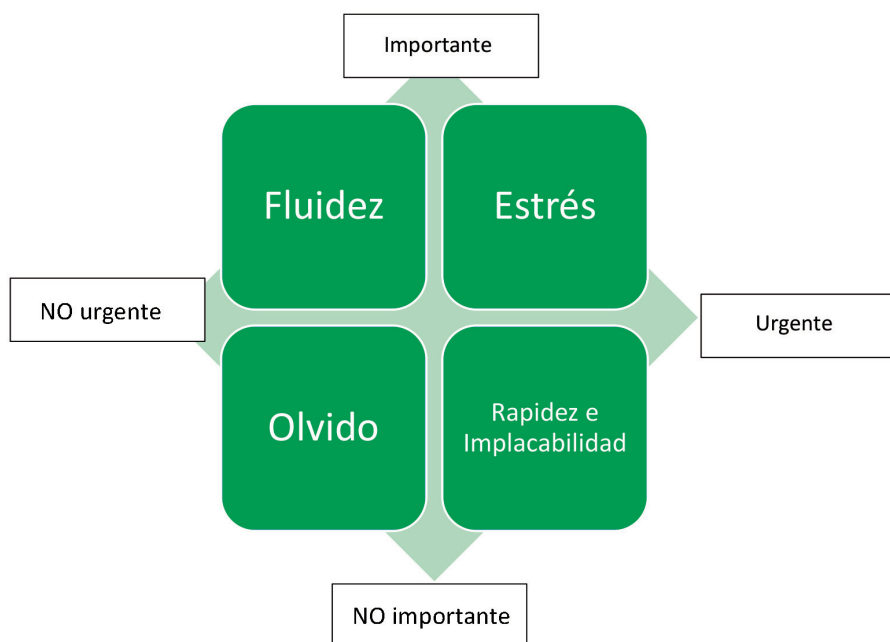 Importante
Fluidez
Estrés
NO urgente
Urgente
Olvido
Rapidez e
Implacabilidad
NO importante